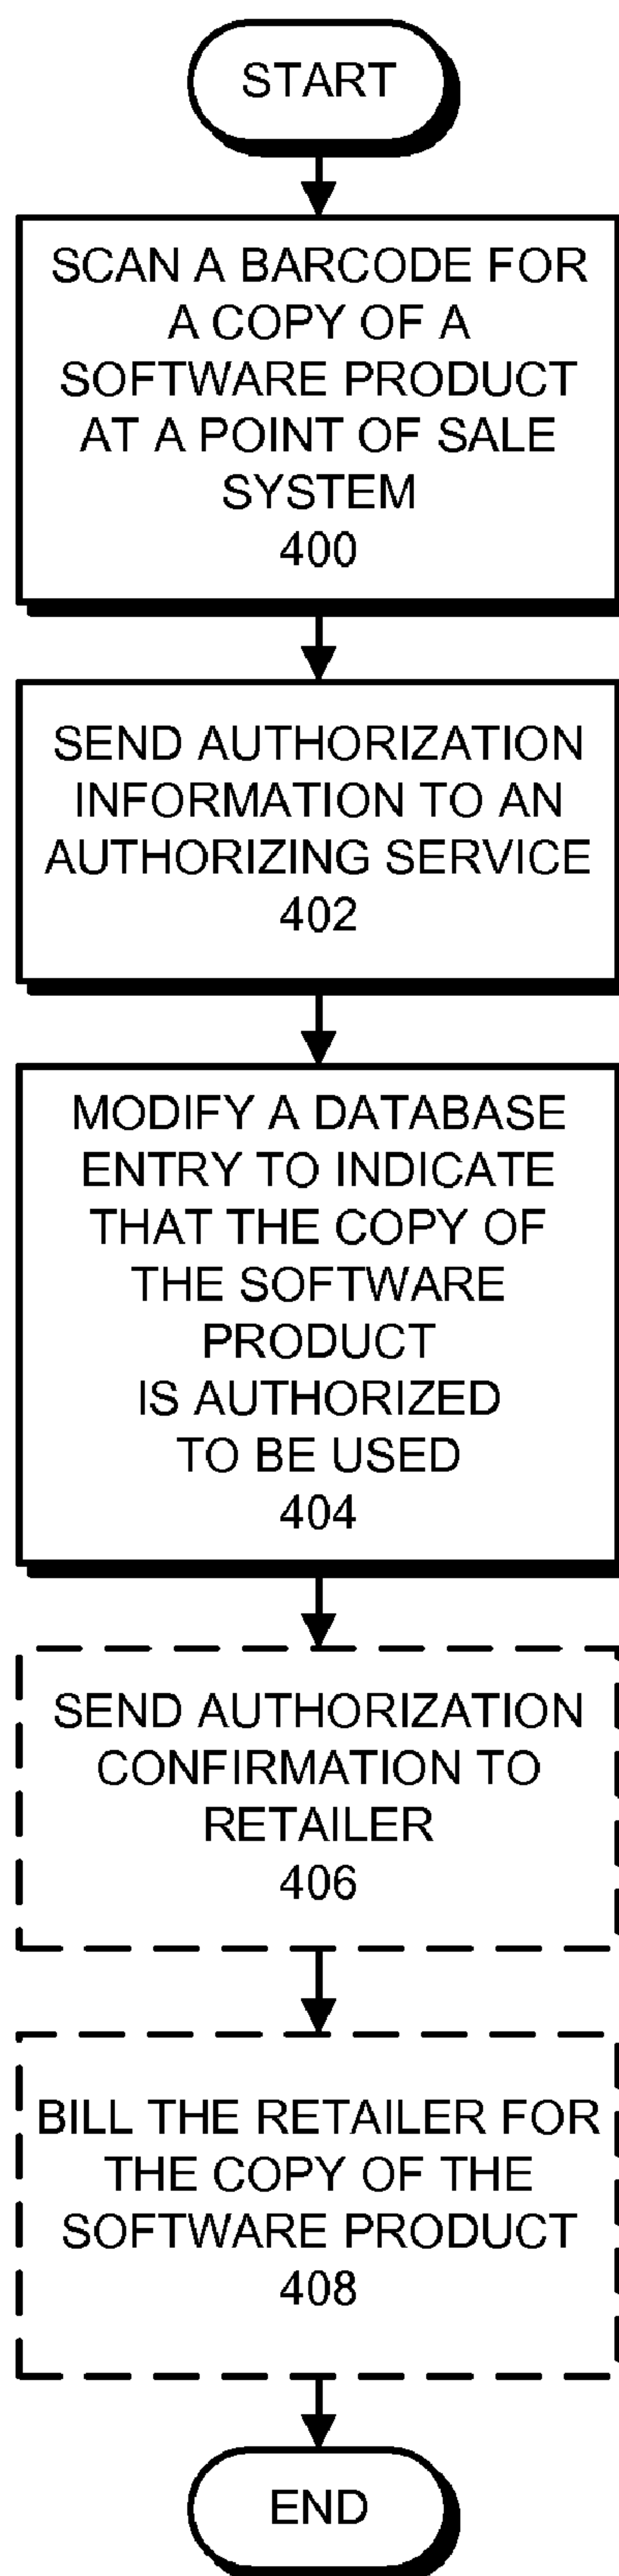 START
SCAN A BARCODE FOR
A COPY OF A
SOFTWARE PRODUCT
AT A POINT OF SALE
SYSTEM
400
SEND AUTHORIZATION
INFORMATION TO AN
AUTHORIZING SERVICE
402
MODIFY A DATABASE
ENTRY TO INDICATE
THAT THE COPY OF
THE SOFTWARE
PRODUCT
IS AUTHORIZED
TO BE USED
404
SEND AUTHORIZATION
CONFIRMATION TO
RETAILER
406
BILL THE RETAILER FOR
THE COPY OF THE
SOFTWARE PRODUCT
408
END